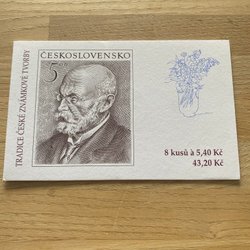 TRADICE ČESKÉ ZNÁMKOVÉ TVORBY
ČESKOSLOVENSKO
5
8 kusů à 5,40 Kč
43,20 Kč